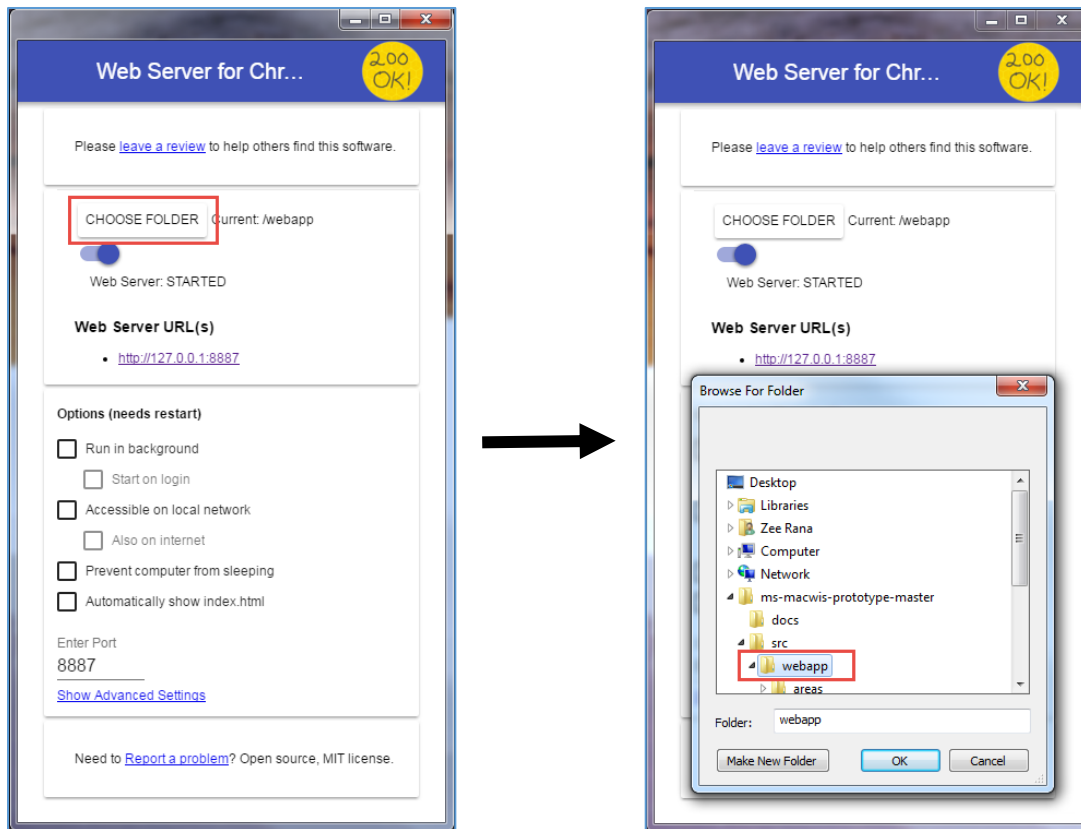 Web Server for Chr...
200
OK!
Please leave a review to help others find this software.
CHOOSE FOLDER Current: /webapp
Web Server: STARTED
Web Server URL(s)
http://127.0.0.1:8887
Options (needs restart)
Run in background
Start on login
Accessible on local network
Also on internet
Prevent computer from sleeping
Automatically show index.html
Enter Port
8887
Show Advanced Settings
Need to Report a problem? Open source, MIT license.
Web Server for Chr...
200
OK!
Please leave a review to help others find this software.
CHOOSE FOLDER Current: /webapp
Web Server: STARTED
Web Server URL(s)
http://127.0.0.1:8887
Browse For Folder
Desktop
Libraries
Zee Rana
Computer
Network
ms-macwis-prototype-master
docs
src
webapp
areas
Folder: webapp
Make New Folder OK Cancel